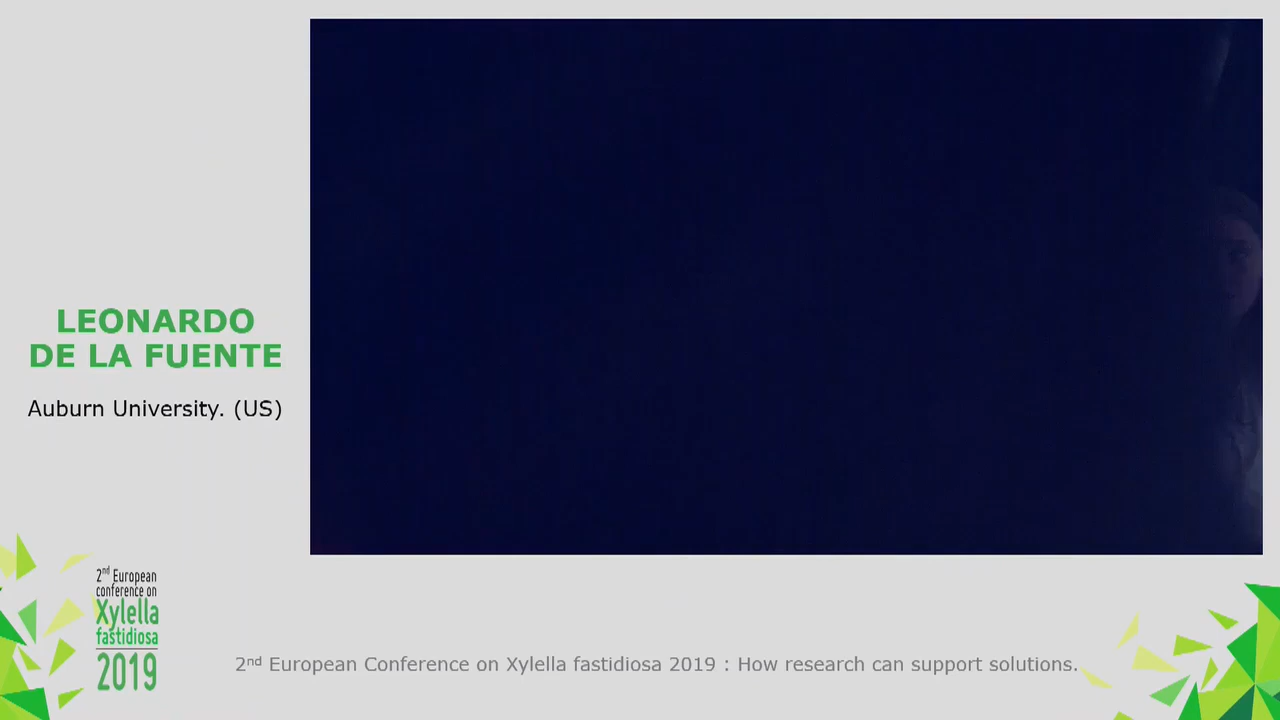 LEONARDO
DE LA FUENTE
Auburn University. (US)
2nd European
conference on
Xylella
fastidiosa
2019
2nd European Conference on Xylella fastidiosa 2019 : How research can support solutions.